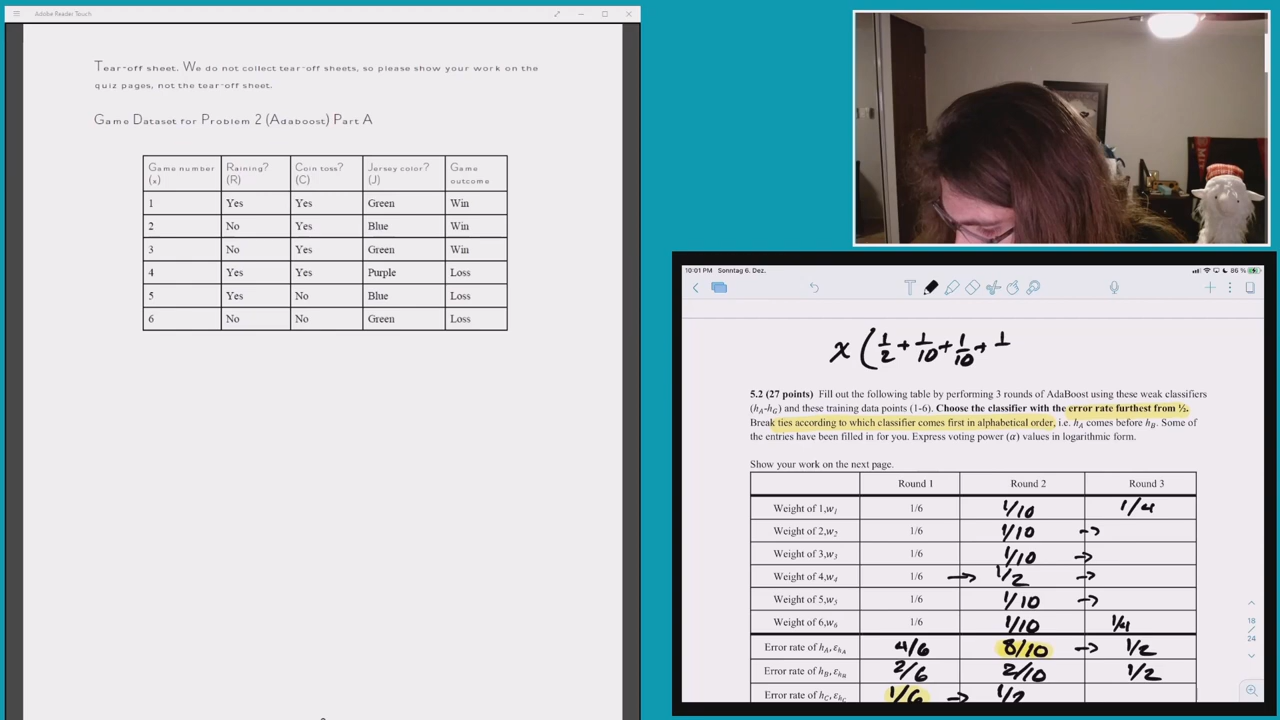 Adobe Reader Touch
Tear-off sheet. We do not collect tear-off sheets, so please show your work on the
quiz pages, not the tear-off sheet.
Game Dataset for Problem 2 (Adaboost) Part A
Game number (x) Raining? (R) Coin toss? (C) Jersey color? (J) Game outcome
1 Yes Yes Green Win
2 No Yes Blue Win
3 No Yes Green Win
4 Yes Yes Purple Loss
5 Yes No Blue Loss
6 No No Green Loss
10:01 PM Sonntag 6. Dez. 86 %
x (1/2 + 1/10 + 1/10 + 1
5.2 (27 points) Fill out the following table by performing 3 rounds of AdaBoost using these weak classifiers
(hA-hG) and these training data points (1-6). Choose the classifier with the error rate furthest from ½.
Break ties according to which classifier comes first in alphabetical order, i.e. hA comes before hB. Some of
the entries have been filled in for you. Express voting power (α) values in logarithmic form.
Show your work on the next page.
Round 1 Round 2 Round 3
Weight of 1,w1 1/6 1/10 1/4
Weight of 2,w2 1/6 1/10 →
Weight of 3,w3 1/6 1/10 →
Weight of 4,w4 1/6 → 1/2 →
Weight of 5,w5 1/6 1/10 →
Weight of 6,w6 1/6 1/10 1/4
Error rate of hA, εhA 4/6 8/10 → 1/2
Error rate of hB, εhB 2/6 2/10 1/2
Error rate of hC, εhC 1/6 → 1/2
18
/
24